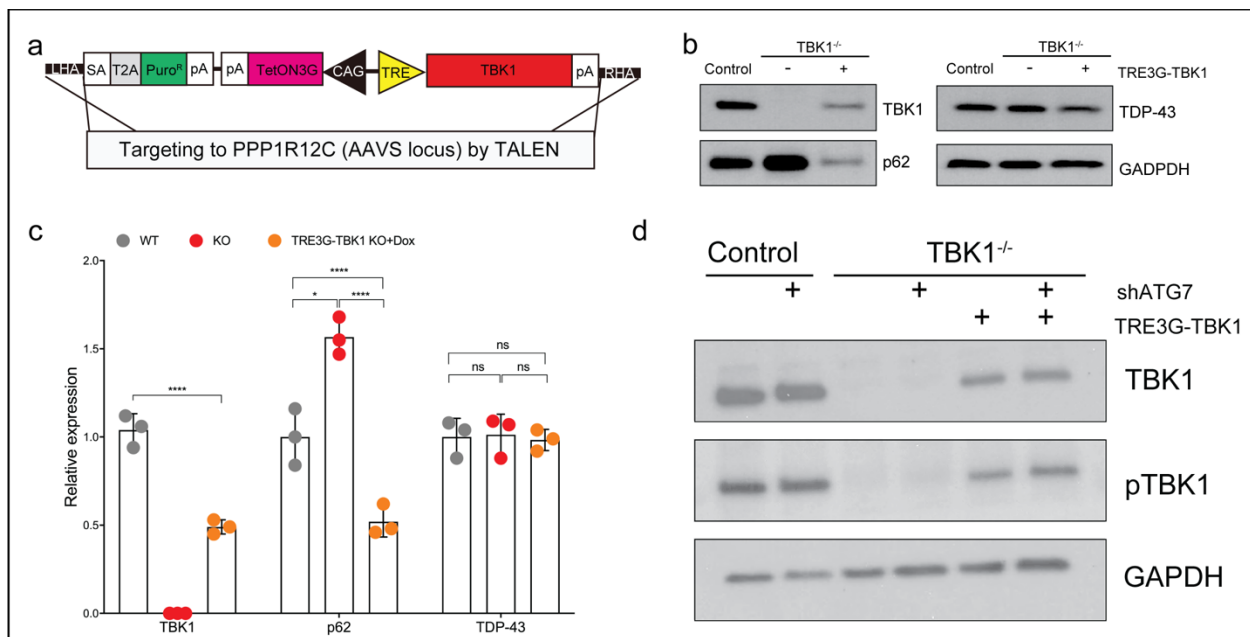 a
LHA SA T2A Puroᴿ pA pA TetON3G CAG TRE TBK1 pA RHA
Targeting to PPP1R12C (AAVS locus) by TALEN
b
TBK1⁻/⁻
Control - +
TBK1
p62
TBK1⁻/⁻
Control - + TRE3G-TBK1
TDP-43
GADPDH
c
WT KO TRE3G-TBK1 KO+Dox
Relative expression
2.0
1.5
1.0
0.5
0.0
****
****
* ****
ns
ns ns
TBK1 p62 TDP-43
d
Control TBK1⁻/⁻
+ + + shATG7
+ + TRE3G-TBK1
TBK1
pTBK1
GAPDH